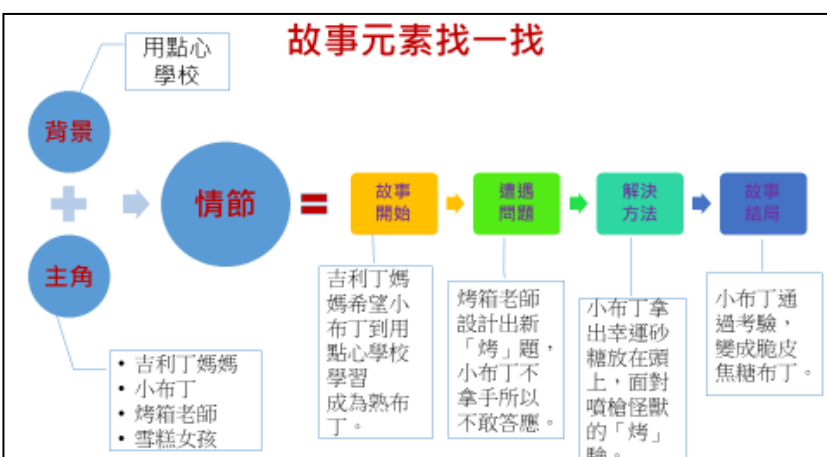 故事元素找一找
用點心
學校
背景
情節
主角
• 吉利丁媽媽
• 小布丁
• 烤箱老師
• 雪糕女孩
故事
開始
吉利丁媽
媽希望小
布丁到用
點心學校
學習
成為熟布
丁。
遭遇
問題
烤箱老師
設計出新
「烤」題，
小布丁不
拿手所以
不敢答應。
解決
方法
小布丁拿
出幸運砂
糖放在頭
上，面對
噴槍怪獸
的「烤」
驗。
故事
結局
小布丁通
過考驗，
變成脆皮
焦糖布丁。